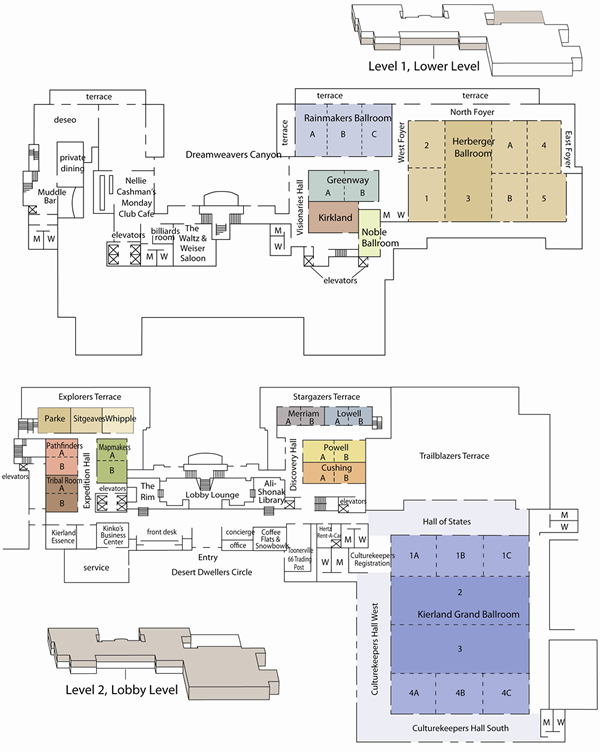 Level 1, Lower Level
terrace
terrace
terrace
deseo
North Foyer
Rainmakers Ballroom
terrace
A
B
C
West Foyer
2
Herberger
Ballroom
A
4
East Foyer
private
dining
Dreamweavers Canyon
Nellie
Cashman's
Monday
Club Cafe
Muddle
Bar
Visionaries Hall
Greenway
A
B
1
3
B
5
Kirkland
M
W
Noble
Ballroom
elevators
billiards
room
The
Waltz &
Weiser
Saloon
M
W
M
W
M
W
elevators
Explorers Terrace
Stargazers Terrace
Parke
Sitgeaves
Whipple
Merriam
A
B
Lowell
A
B
Trailblazers Terrace
Pathfinders
A
B
Mapmakers
A
B
Expedition Hall
Discovery Hall
Powell
A
B
Cushing
A
B
elevators
Tribal Room
A
B
elevators
The
Rim
Lobby Lounge
Ali-
Shonak
Library
elevators
Kierland
Essence
Kinko's
Business
Center
front desk
concierge
office
Coffee
Flats &
Snowbowls
Hertz
Rent-A-Car
M
W
Hall of States
M
W
service
Entry
Desert Dwellers Circle
Toonerville
66 Trading
Post
W
M
Culturekeepers
Registration
1A
1B
1C
2
Kierland Grand Ballroom
Culturekeepers Hall West
3
4A
4B
4C
Level 2, Lobby Level
Culturekeepers Hall South
M
W